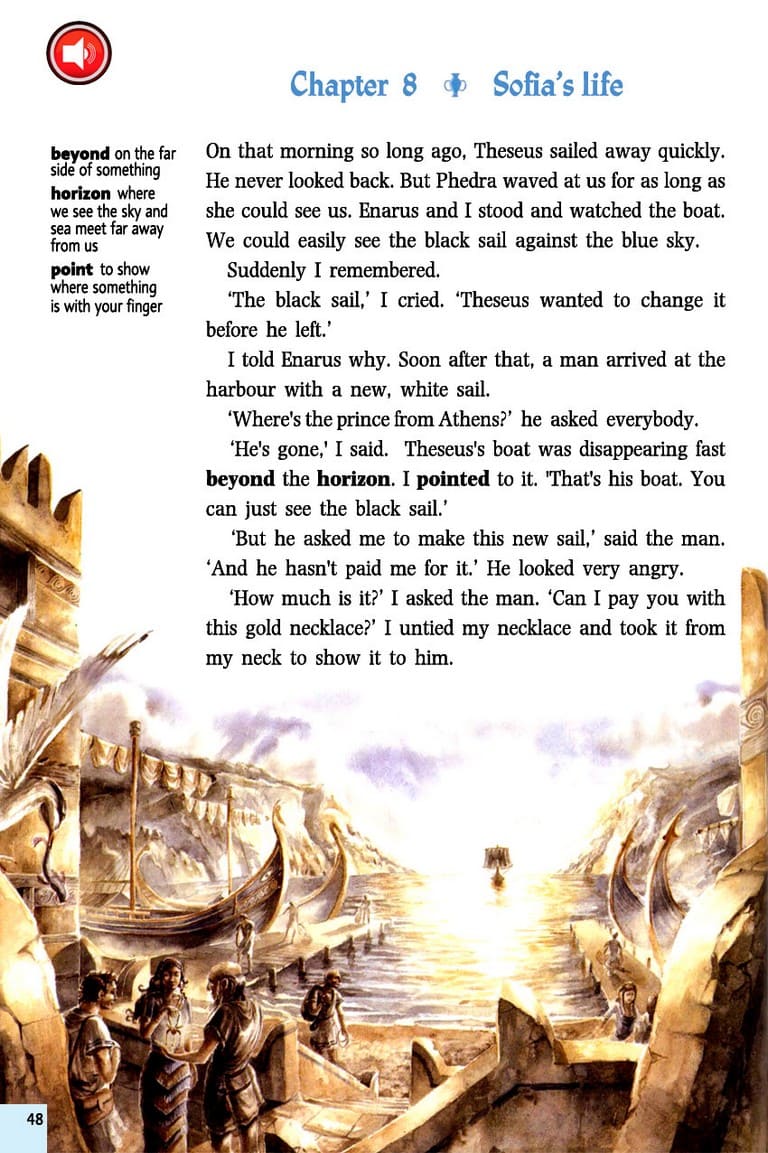 Chapter 8 Sofia's life
beyond on the far
side of something
horizon where
we see the sky and
sea meet far away
from us
point to show
where something
is with your finger
On that morning so long ago, Theseus sailed away quickly.
He never looked back. But Phedra waved at us for as long as
she could see us. Enarus and I stood and watched the boat.
We could easily see the black sail against the blue sky.
Suddenly I remembered.
‘The black sail,’ I cried. ‘Theseus wanted to change it
before he left.’
I told Enarus why. Soon after that, a man arrived at the
harbour with a new, white sail.
‘Where's the prince from Athens?’ he asked everybody.
‘He's gone,' I said. Theseus's boat was disappearing fast
beyond the horizon. I pointed to it. 'That's his boat. You
can just see the black sail.’
‘But he asked me to make this new sail,’ said the man.
‘And he hasn't paid me for it.’ He looked very angry.
‘How much is it?’ I asked the man. ‘Can I pay you with
this gold necklace?’ I untied my necklace and took it from
my neck to show it to him.
48